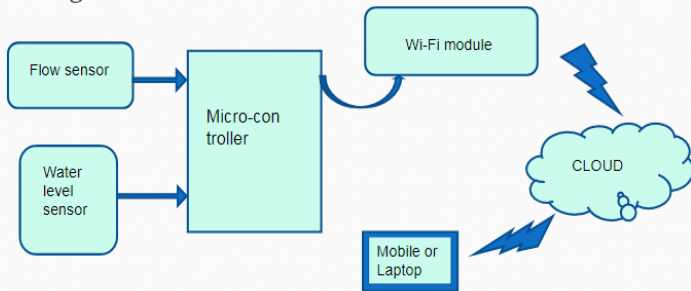 Wi-Fi module
Flow sensor
Micro-con
troller
Water
level
sensor
CLOUD
Mobile or
Laptop